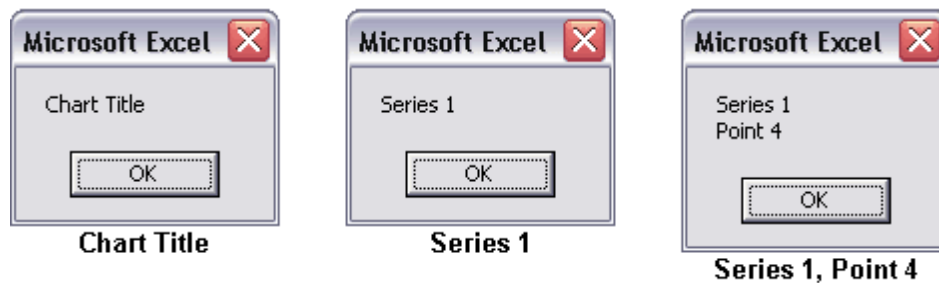 Microsoft Excel
Chart Title
OK
Chart Title
Microsoft Excel
Series 1
OK
Series 1
Microsoft Excel
Series 1
Point 4
OK
Series 1, Point 4